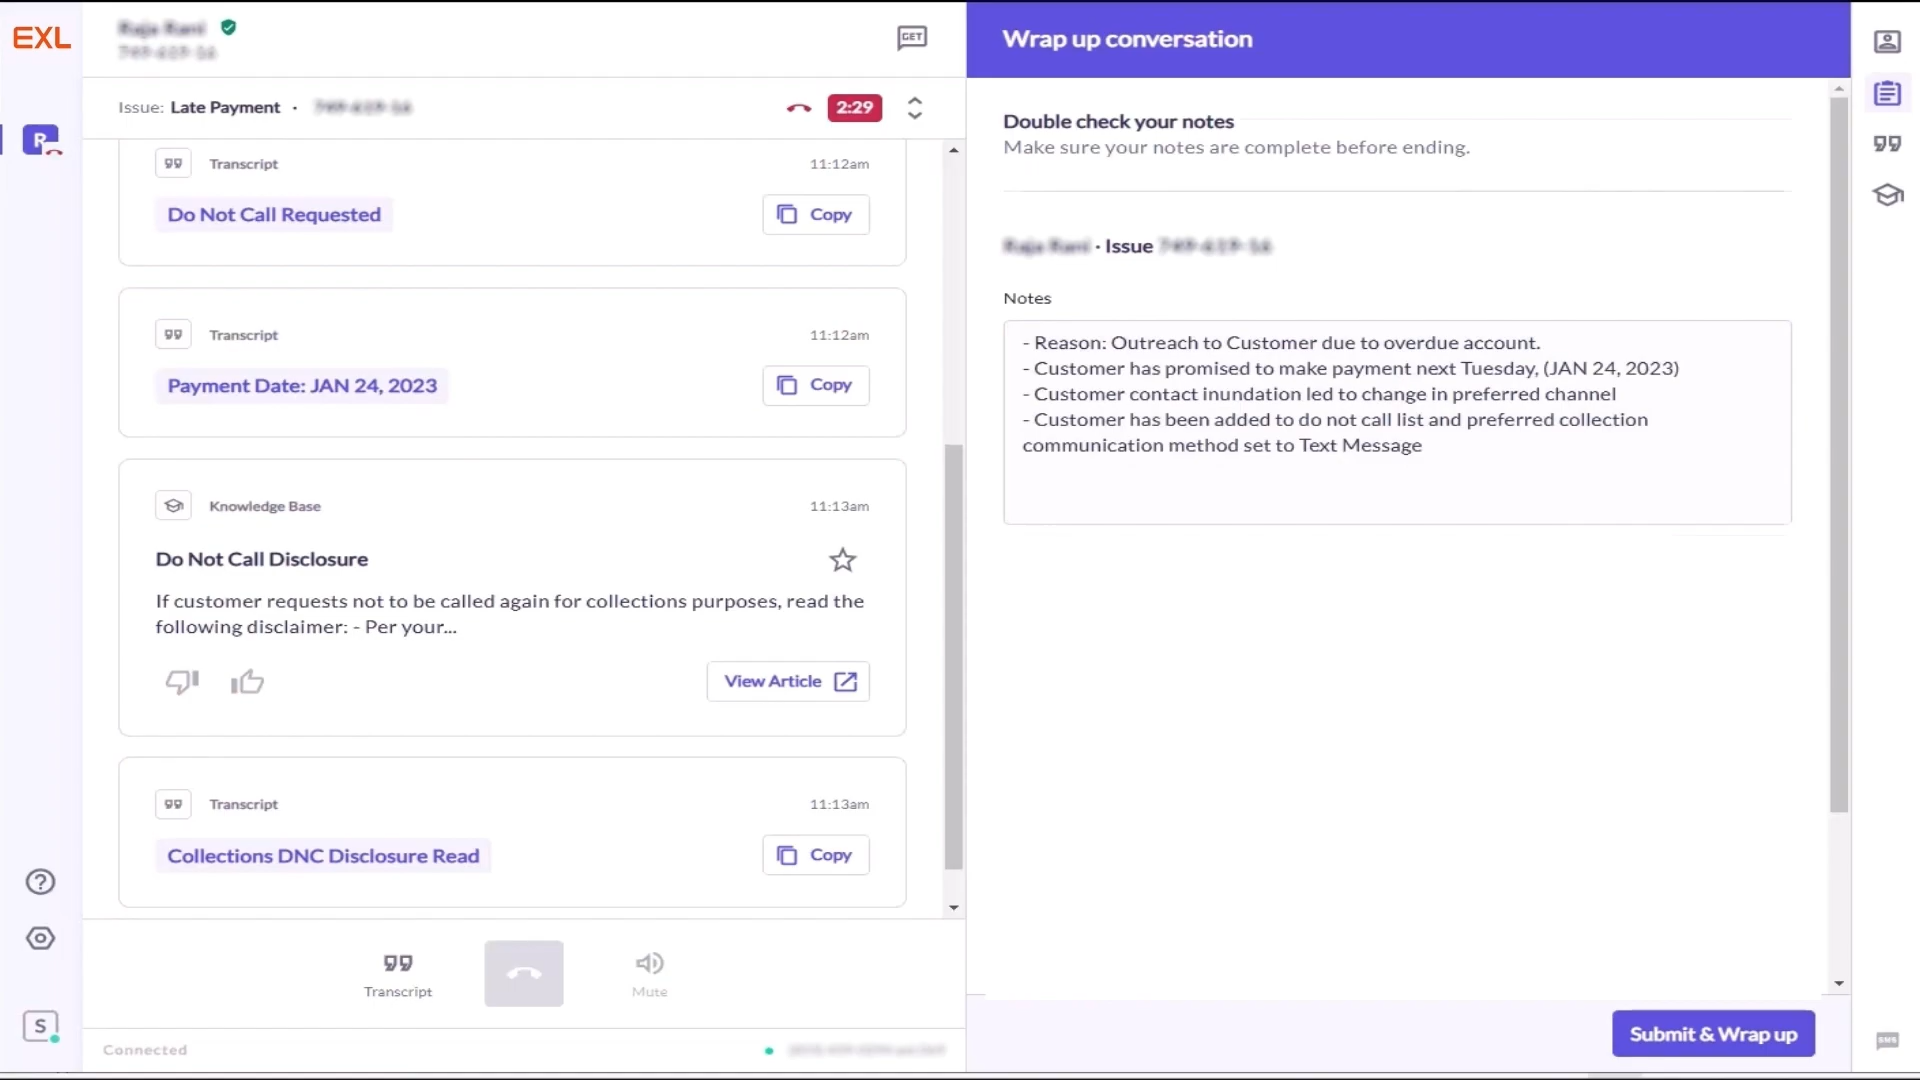 EXL
GET
Wrap up conversation
Issue: Late Payment ·
2:29
R
Transcript
11:12am
Do Not Call Requested
Copy
Transcript
11:12am
Payment Date: JAN 24, 2023
Copy
Knowledge Base
11:13am
Do Not Call Disclosure
If customer requests not to be called again for collections purposes, read the
following disclaimer: - Per your...
View Article
Transcript
11:13am
Collections DNC Disclosure Read
Copy
Transcript
Mute
S
Connected
Double check your notes
Make sure your notes are complete before ending.
· Issue
Notes
- Reason: Outreach to Customer due to overdue account.
- Customer has promised to make payment next Tuesday, (JAN 24, 2023)
- Customer contact inundation led to change in preferred channel
- Customer has been added to do not call list and preferred collection
communication method set to Text Message
Submit & Wrap up
SMS